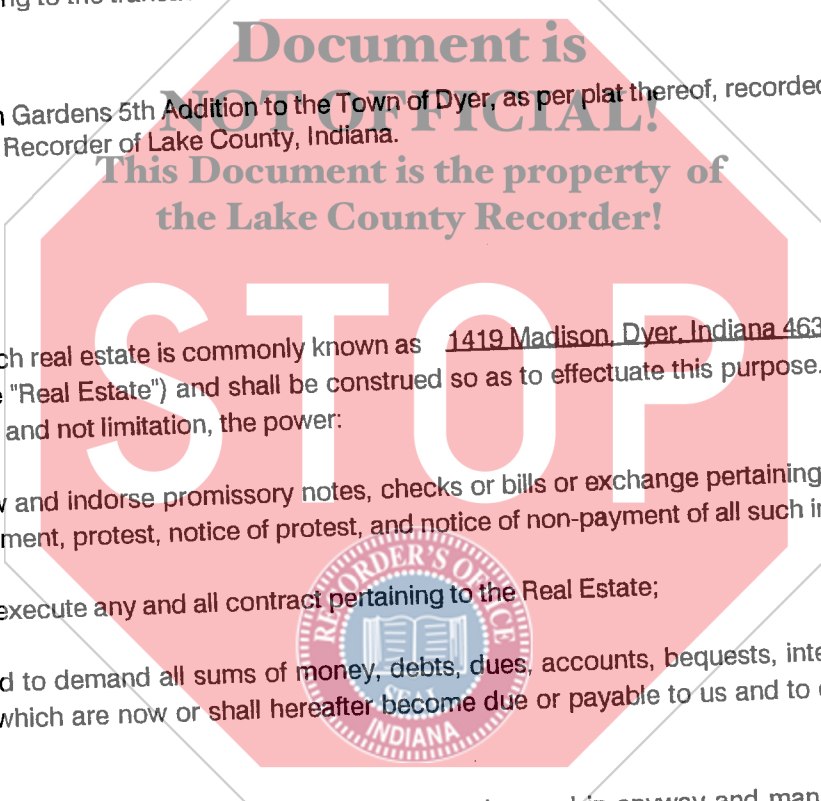 Document is
Gardens 5th Addition to the Town of Dyer, as per plat thereof, recorded
NOT OFFICIAL!
Recorder of Lake County, Indiana.
This Document is the property of
the Lake County Recorder!
STOP
real estate is commonly known as 1419 Madison, Dyer, Indiana 463
"Real Estate") and shall be construed so as to effectuate this purpose.
and not limitation, the power:
and indorse promissory notes, checks or bills or exchange pertaining
protest, notice of protest, and notice of non-payment of all such
RECORDER'S OFFICE
execute any and all contract pertaining to the Real Estate;
to demand all sums of money, debts, dues, accounts, bequests,
SEAL
which are now or shall hereafter become due or payable to us and to
INDIANA
anyway and